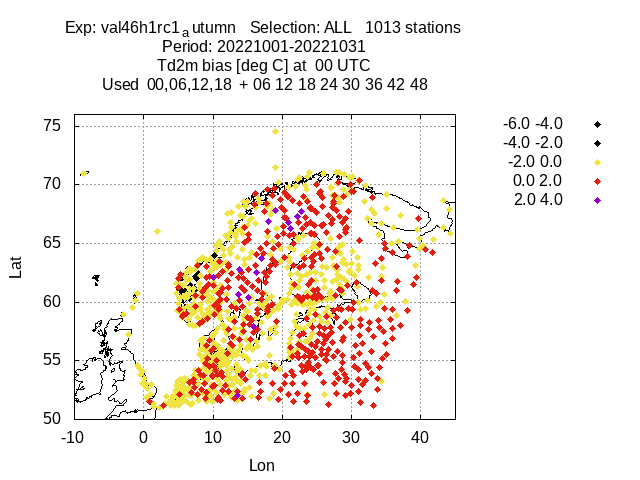 Exp: val46h1rc1a utumn   Selection: ALL   1013 stations
Period: 20221001-20221031
Td2m bias [deg C] at  00 UTC
Used  00,06,12,18  + 06 12 18 24 30 36 42 48
-6.0 -4.0
-4.0 -2.0
-2.0 0.0
0.0 2.0
2.0 4.0
75
70
65
60
55
50
Lat
-10 0 10 20 30 40
Lon